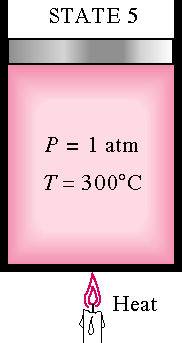 STATE 5
P = 1 atm
T = 300°C
Heat